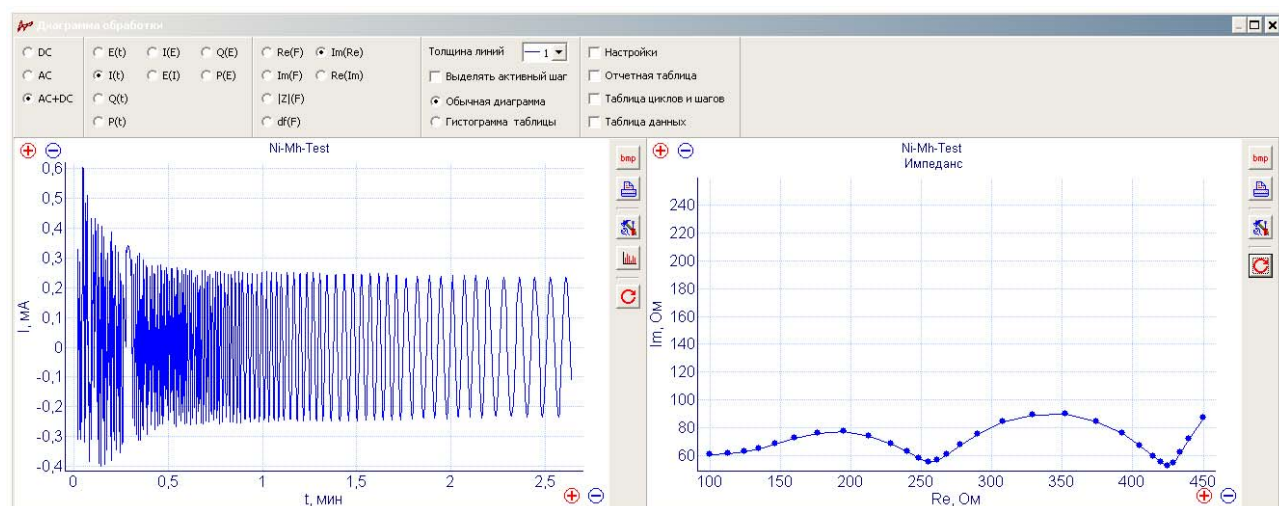 Диаграмма обработки
DC
AC
AC+DC
E(t) I(E) Q(E)
I(t) E(I) P(E)
Q(t)
P(t)
Re(F) Im(Re)
Im(F) Re(Im)
|Z|(F)
df(F)
Толщина линий 1
Выделять активный шаг
Обычная диаграмма
Гистограмма таблицы
Настройки
Отчетная таблица
Таблица циклов и шагов
Таблица данных
Ni-Mh-Test
0,6
0,5
0,4
0,3
0,2
0,1
0
-0,1
-0,2
-0,3
-0,4
I, мА
0 0,5 1 1,5 2 2,5
t, мин
bmp
Ni-Mh-Test
Импеданс
240
220
200
180
160
140
120
100
80
60
Im, Ом
100 150 200 250 300 350 400 450
Re, Ом
bmp